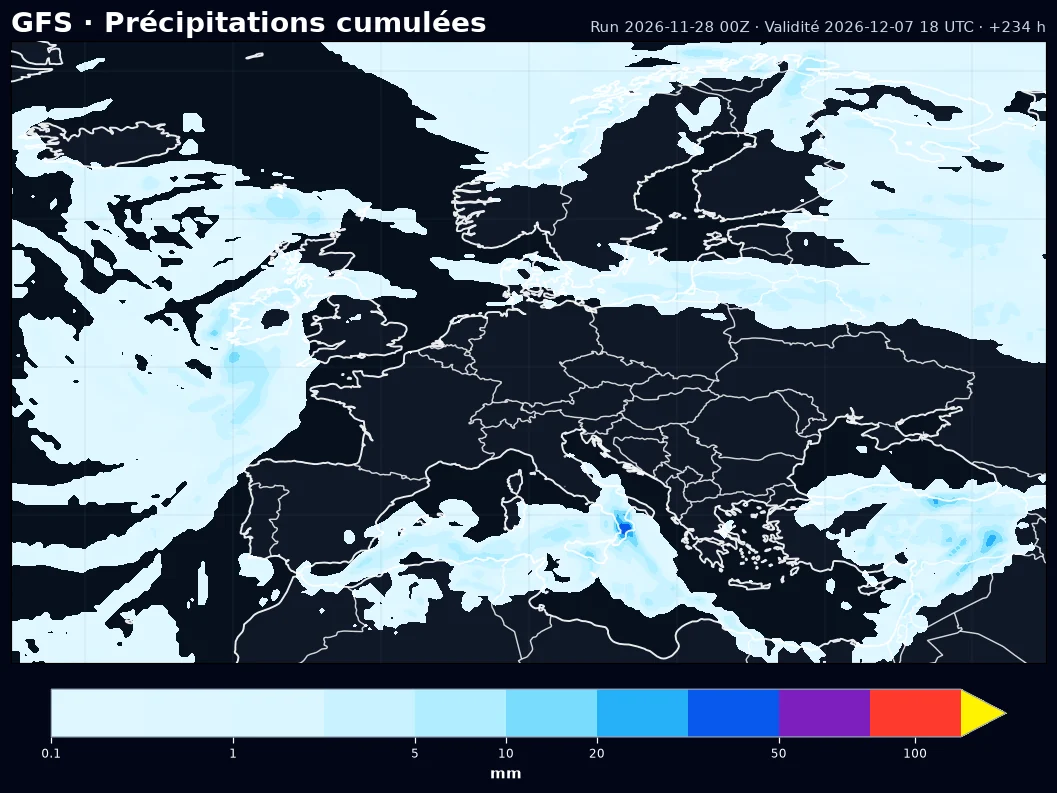 GFS · Précipitations cumulées
Run 2026-11-28 00Z · Validité 2026-12-07 18 UTC · +234 h
0.1 1 5 10 20 50 100
mm